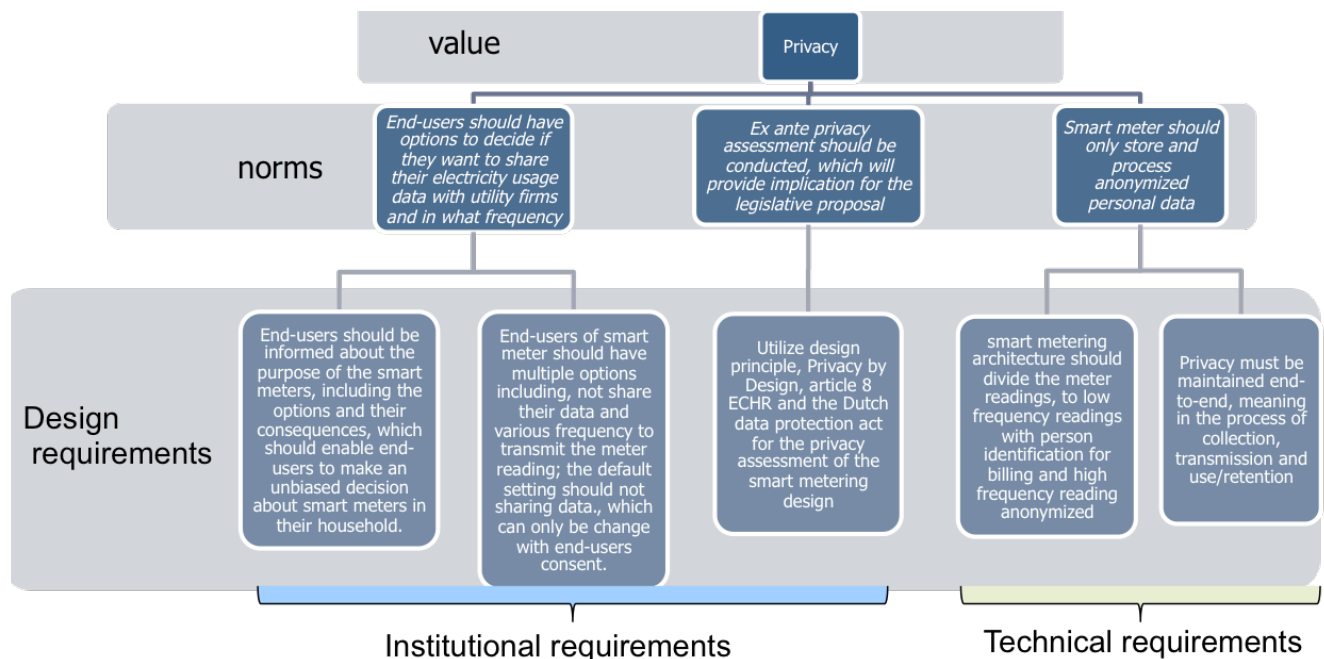 value
Privacy
norms
End-users should have
options to decide if
they want to share
their electricity usage
data with utility firms
and in what frequency
Ex ante privacy
assessment should be
conducted, which will
provide implication for the
legislative proposal
Smart meter should
only store and
process
anonymized
personal data
Design
requirements
End-users should be
informed about the
purpose of the smart
meters, including the
options and their
consequences, which
should enable end-
users to make an
unbiased decision
about smart meters in
their household.
End-users of smart
meter should have
multiple options
including, not share
their data and
various frequency to
transmit the meter
reading; the default
setting should not
sharing data., which
can only be change
with end-users
consent.
Utilize design
principle, Privacy by
Design, article 8
ECHR and the Dutch
data protection act
for the privacy
assessment of the
smart metering
design
smart metering
architecture should
divide the meter
readings, to low
frequency readings
with person
identification for
billing and high
frequency reading
anonymized
Privacy must be
maintained end-
to-end, meaning
in the process of
collection,
transmission and
use/retention
Institutional requirements
Technical requirements